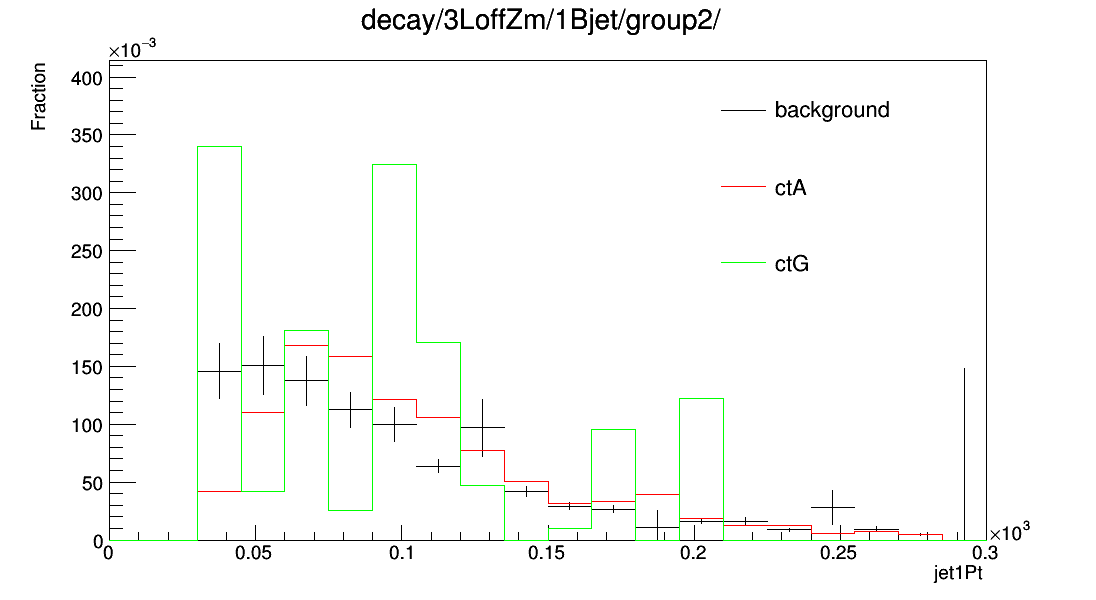 decay/3LoffZm/1Bjet/group2/
×10⁻³
Fraction
400
350
300
250
200
150
100
50
0
background
ctA
ctG
0 0.05 0.1 0.15 0.2 0.25 0.3
×10³
jet1Pt